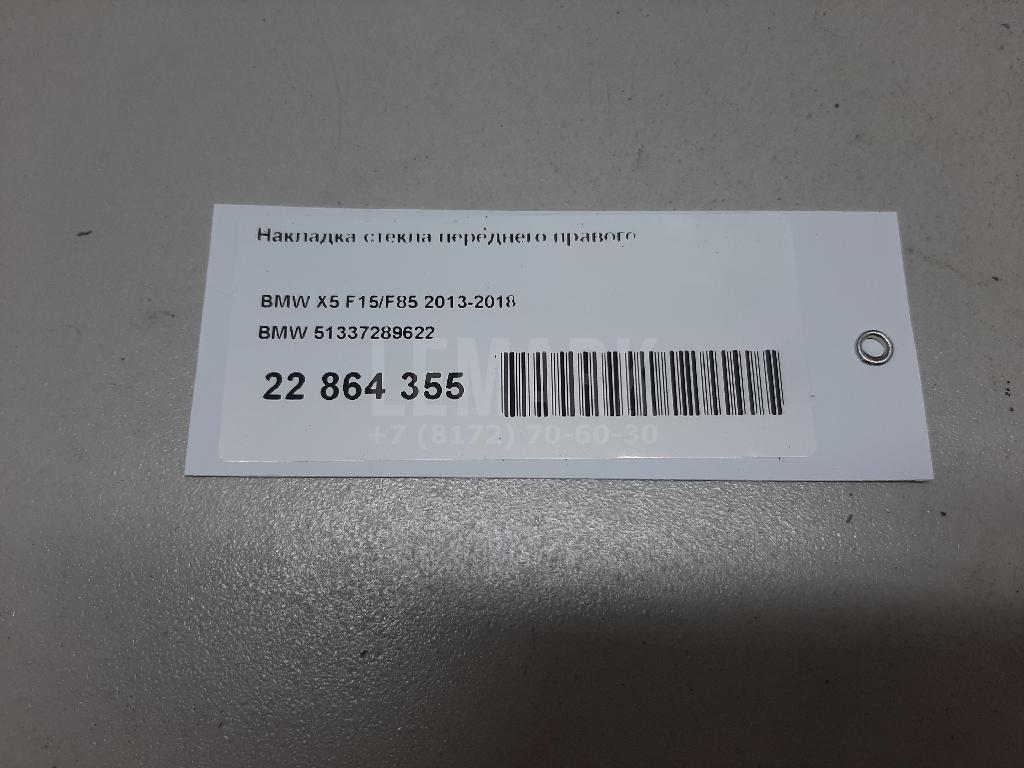 Накладка стекла переднего правого
BMW X5 F15/F85 2013-2018
BMW 51337289622
22 864 355
LEMARK
+7 (8172) 70-60-30